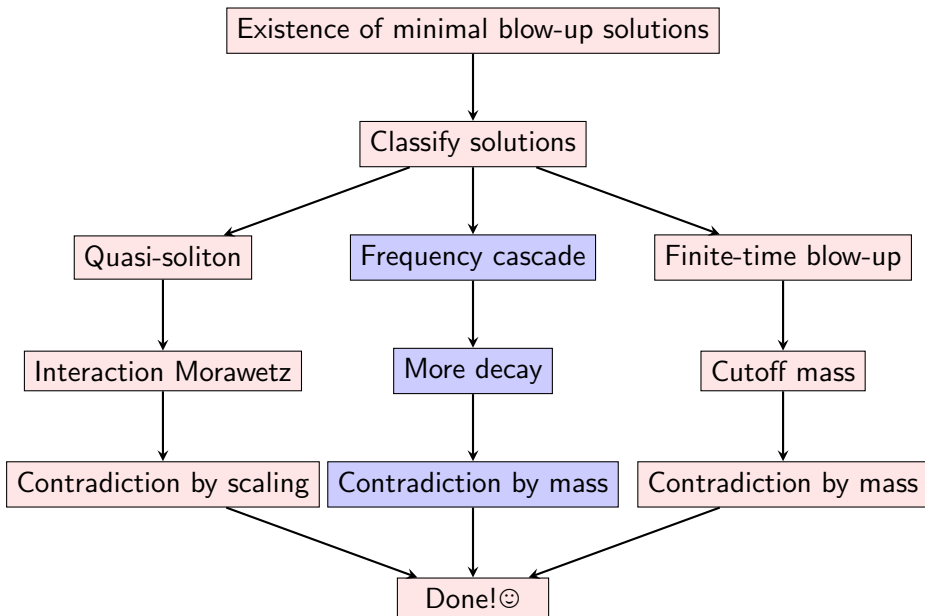 Existence of minimal blow-up solutions
Classify solutions
Quasi-soliton
Frequency cascade
Finite-time blow-up
Interaction Morawetz
More decay
Cutoff mass
Contradiction by scaling
Contradiction by mass
Contradiction by mass
Done!☺